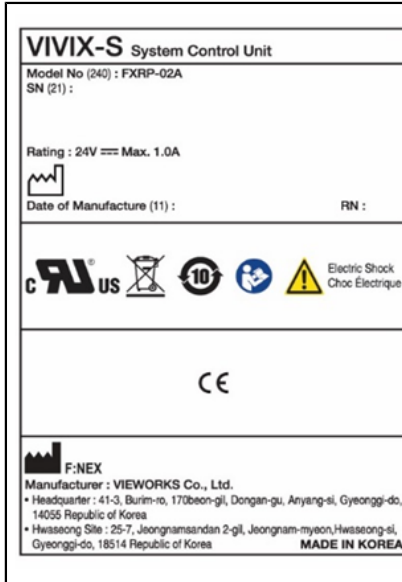 VIVIX-S System Control Unit
Model No (240) : FXRP-02A
SN (21) :
Rating : 24V ⎓ Max. 1.0A
Date of Manufacture (11) : RN :
c RU ® US 10 Electric Shock
Choc Électrique
CE
F:NEX
Manufacturer : VIEWORKS Co., Ltd.
• Headquarter : 41-3, Burim-ro, 170beon-gil, Dongan-gu, Anyang-si, Gyeonggi-do,
14055 Republic of Korea
• Hwaseong Site : 25-7, Jeongnamsandan 2-gil, Jeongnam-myeon,Hwaseong-si,
Gyeonggi-do, 18514 Republic of Korea MADE IN KOREA